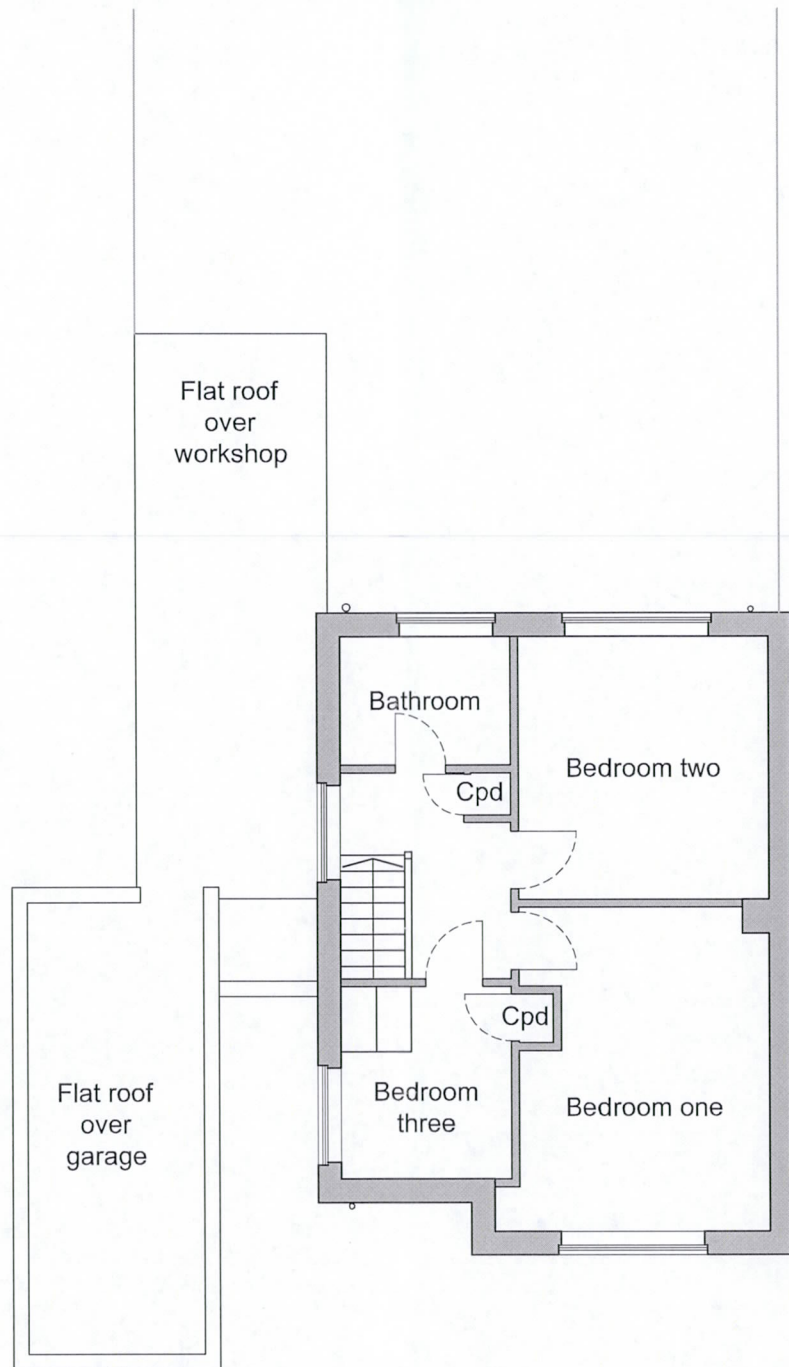 Flat roof
over
workshop
Bathroom
Cpd
Bedroom two
Cpd
Flat roof
over
garage
Bedroom
three
Bedroom one